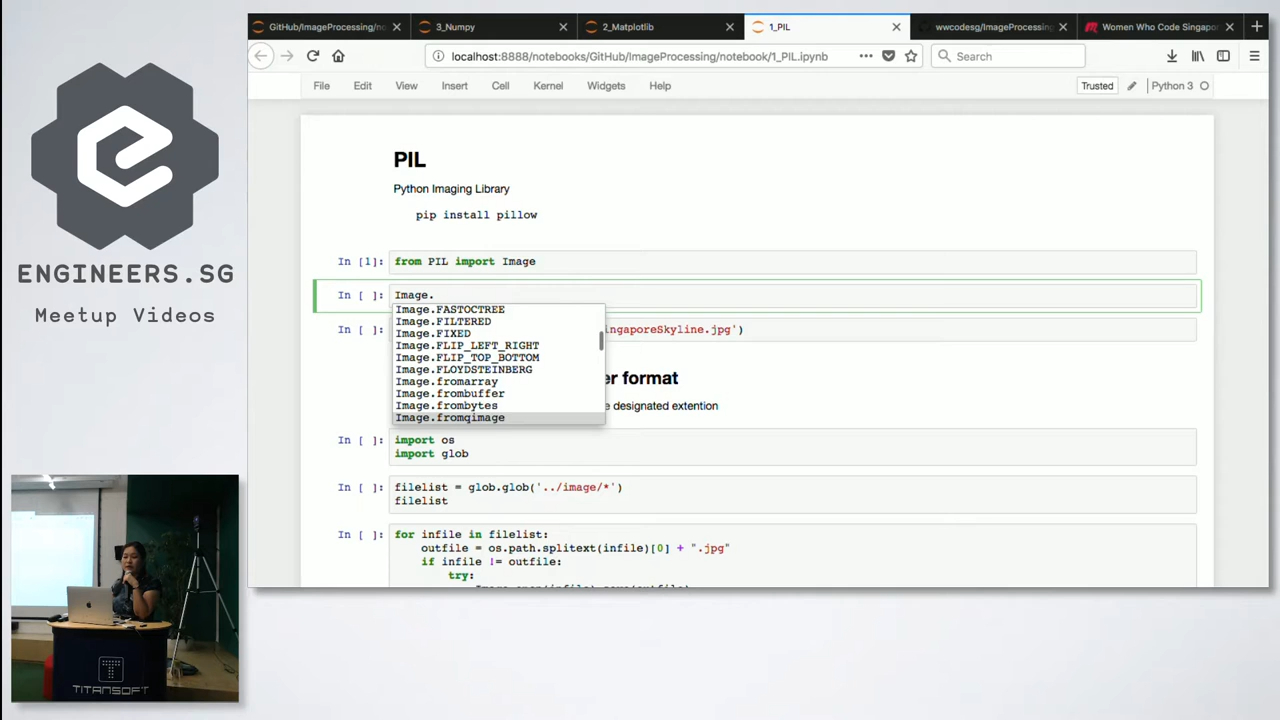 ENGINEERS.SG
Meetup Videos
TITANSOFT
GitHub/ImageProcessing/no
3_Numpy
2_Matplotlib
1_PIL
wwcodesg/ImageProcessing
Women Who Code Singapo
localhost:8888/notebooks/GitHub/ImageProcessing/notebook/1_PIL.ipynb
Search
File Edit View Insert Cell Kernel Widgets Help
Trusted
Python 3
PIL
Python Imaging Library
pip install pillow
In [1]: from PIL import Image
In [ ]: Image.
Image.FASTOCTREE
Image.FILTERED
Image.FIXED
Image.FLIP_LEFT_RIGHT
Image.FLIP_TOP_BOTTOM
Image.FLOYDSTEINBERG
Image.fromarray
Image.frombuffer
Image.frombytes
Image.fromqimage
In [ ]: ingaporeSkyline.jpg')
er format
e designated extention
In [ ]: import os
import glob
In [ ]: filelist = glob.glob('../image/*')
filelist
In [ ]: for infile in filelist:
outfile = os.path.splitext(infile)[0] + ".jpg"
if infile != outfile:
try: